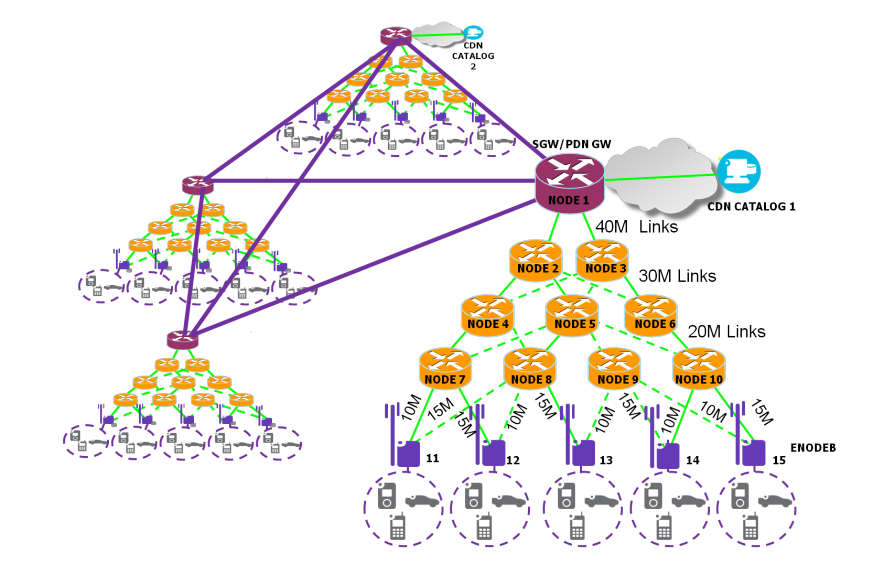 CDN
CATALOG
2
SGW/PDN GW
NODE 1
CDN CATALOG 1
40M Links
NODE 2
NODE 3
30M Links
NODE 4
NODE 5
NODE 6
20M Links
NODE 7
NODE 8
NODE 9
NODE 10
10M
15M
15M
10M
15M
10M
15M
10M
10M
15M
11
12
13
14
15
ENODEB